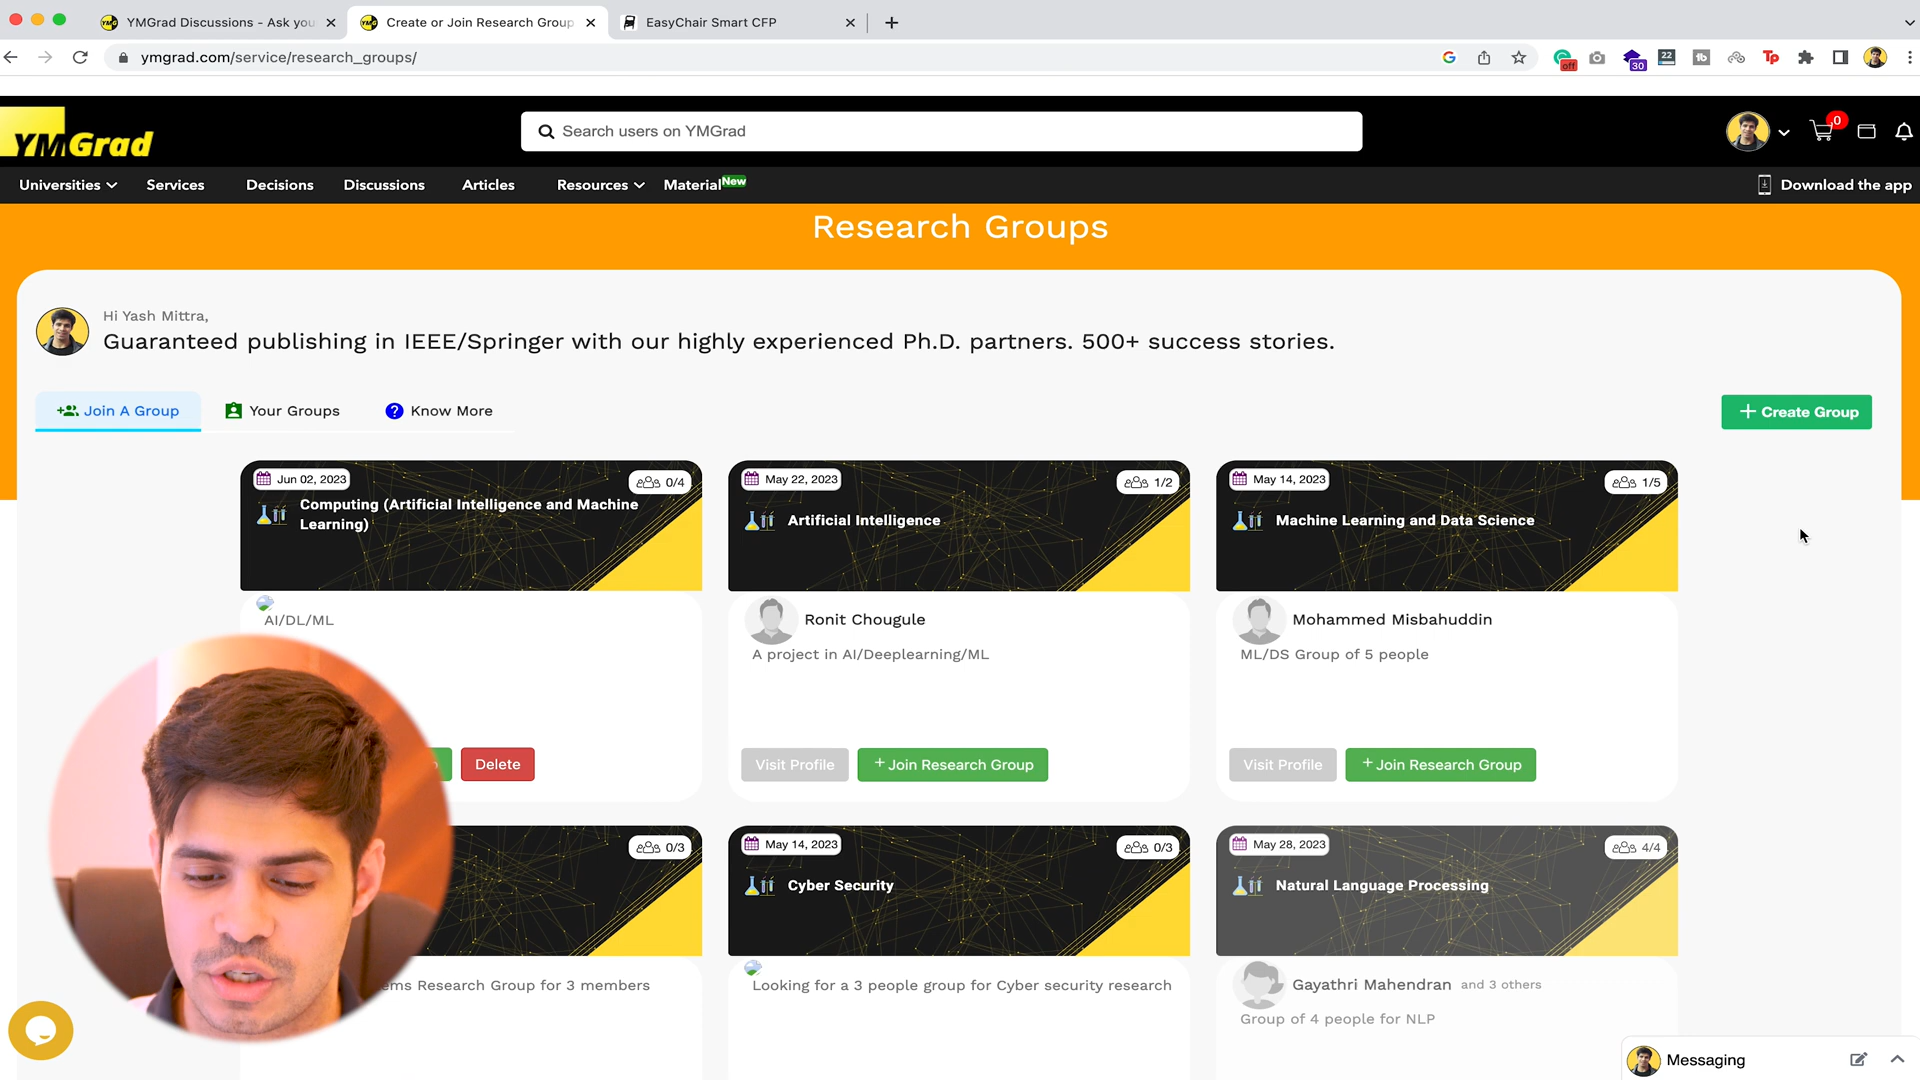 YMGrad Discussions - Ask you
Create or Join Research Group
EasyChair Smart CFP
ymgrad.com/service/research_groups/
off
30
22
tb
Tp
YMGrad
Search users on YMGrad
0
Universities
Services
Decisions
Discussions
Articles
Resources
Material New
Download the app
Research Groups
Hi Yash Mittra,
Guaranteed publishing in IEEE/Springer with our highly experienced Ph.D. partners. 500+ success stories.
Join A Group
Your Groups
Know More
+ Create Group
Jun 02, 2023
0/4
Computing (Artificial Intelligence and Machine
Learning)
AI/DL/ML
Delete
May 22, 2023
1/2
Artificial Intelligence
Ronit Chougule
A project in AI/Deeplearning/ML
Visit Profile
+Join Research Group
May 14, 2023
1/5
Machine Learning and Data Science
Mohammed Misbahuddin
ML/DS Group of 5 people
Visit Profile
+Join Research Group
0/3
ems Research Group for 3 members
May 14, 2023
0/3
Cyber Security
Looking for a 3 people group for Cyber security research
May 28, 2023
4/4
Natural Language Processing
Gayathri Mahendran and 3 others
Group of 4 people for NLP
Messaging